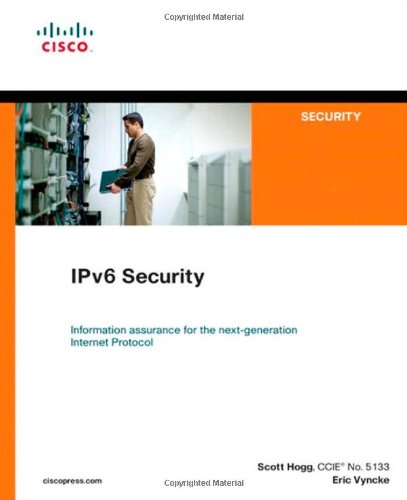 Copyrighted Material
CISCO.
SECURITY
IPv6 Security
Information assurance for the next-generation
Internet Protocol
Scott Hogg, CCIE® No. 5133
ciscopress.com
Eric Vyncke
Copyrighted Material